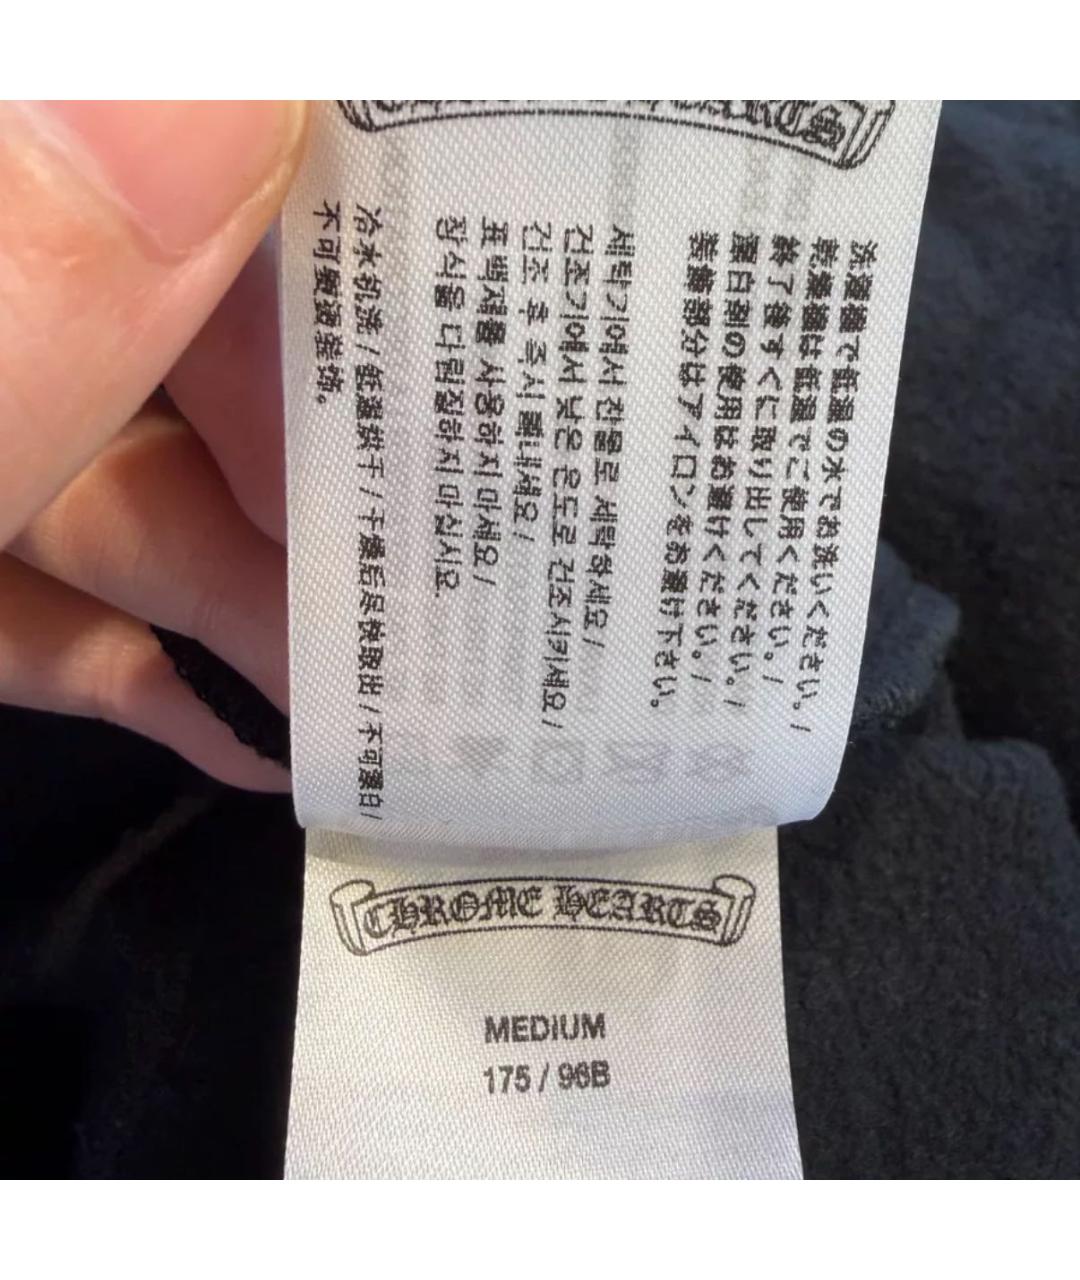 CHROME HEARTS
洗濯機で低温の水でお洗いください。/
乾燥機は低温でご使用ください。/
終了後すぐに取り出してください。/
漂白剤の使用はお避けください。/
装飾部分はアイロンをお避け下さい。
세탁기에서 찬물로 세탁하세요/
건조기에서 낮은 온도로 건조시키세요/
건조 후 즉시 꺼내세요/
표백제를 사용하지 마세요/
장식을 다림질하지 마십시오
冷水机洗 / 低温烘干 / 干燥后尽快取出 / 不可漂白 /
不可熨烫装饰。
CHROME HEARTS
MEDIUM
175 / 96B